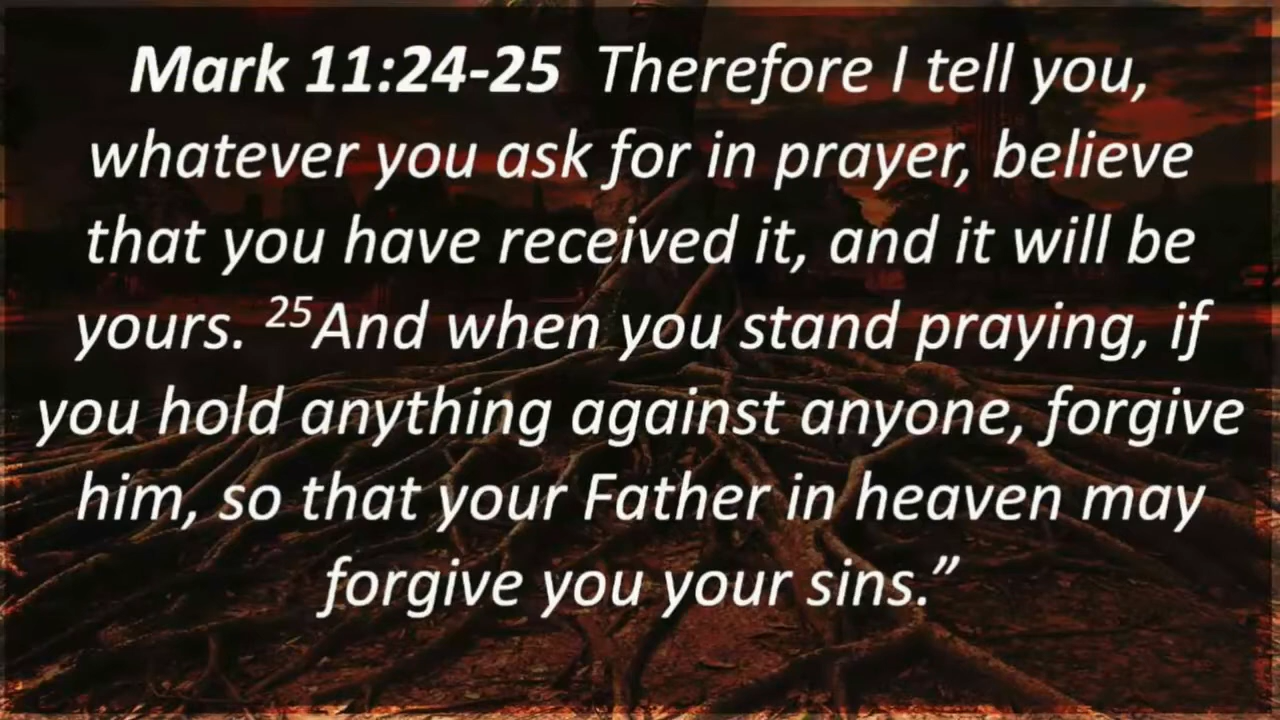 Mark 11:24-25 Therefore I tell you,
whatever you ask for in prayer, believe
that you have received it, and it will be
yours. ²⁵And when you stand praying, if
you hold anything against anyone, forgive
him, so that your Father in heaven may
forgive you your sins.”